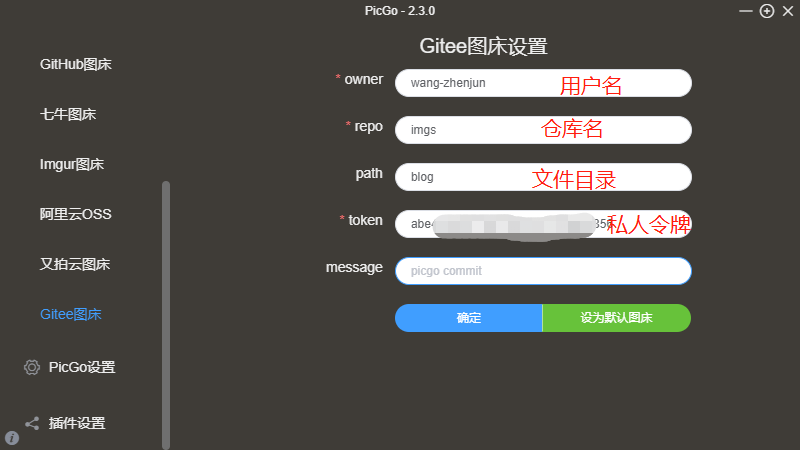 PicGo - 2.3.0
GitHub图床
七牛图床
Imgur图床
阿里云OSS
又拍云图床
Gitee图床
PicGo设置
插件设置
Gitee图床设置
* owner wang-zhenjun 用户名
* repo imgs 仓库名
path blog 文件目录
* token abe 私人令牌
message picgo commit
确定 设为默认图床